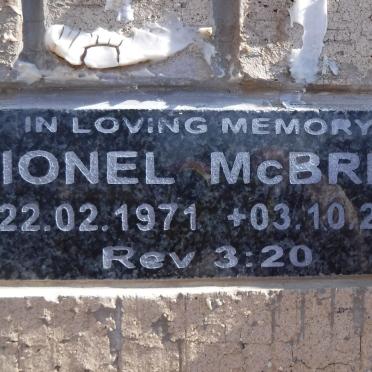 IN LOVING MEMORY
IONEL McBRI
22.02.1971 +03.10.2
Rev 3:20